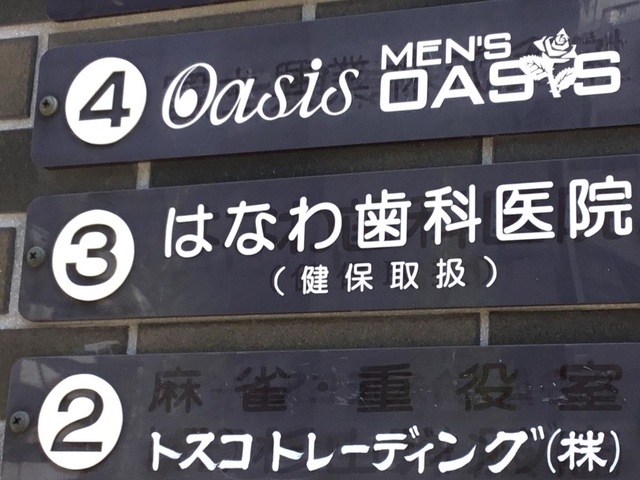 4 Oasis MEN'S OASIS
3 はなわ歯科医院
(健保取扱)
2 麻雀・重役室
トスコトレーディング(株)